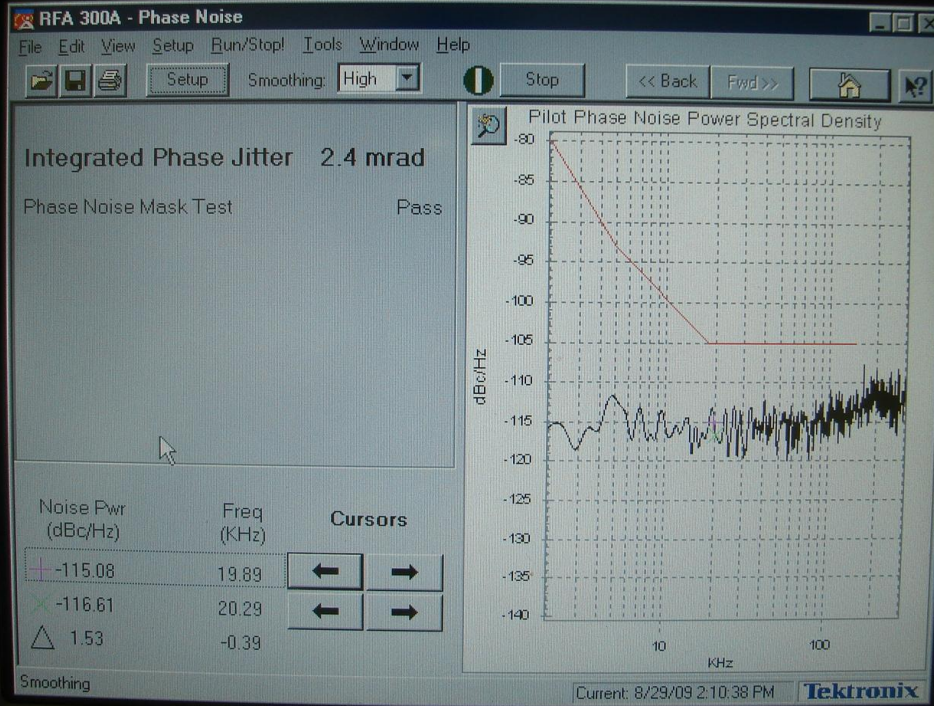 RFA 300A - Phase Noise
File Edit View Setup Run/Stop! Tools Window Help
Setup Smoothing: High Stop << Back Fwd >> ?
Integrated Phase Jitter 2.4 mrad
Phase Noise Mask Test Pass
Pilot Phase Noise Power Spectral Density
-80
-85
-90
-95
-100
-105
-110
-115
-120
-125
-130
-135
-140
dBc/Hz
10 100
KHz
Noise Pwr Freq Cursors
(dBc/Hz) (KHz)
-115.08 19.89
-116.61 20.29
1.53 -0.39
Smoothing
Current: 8/29/09 2:10:38 PM Tektronix